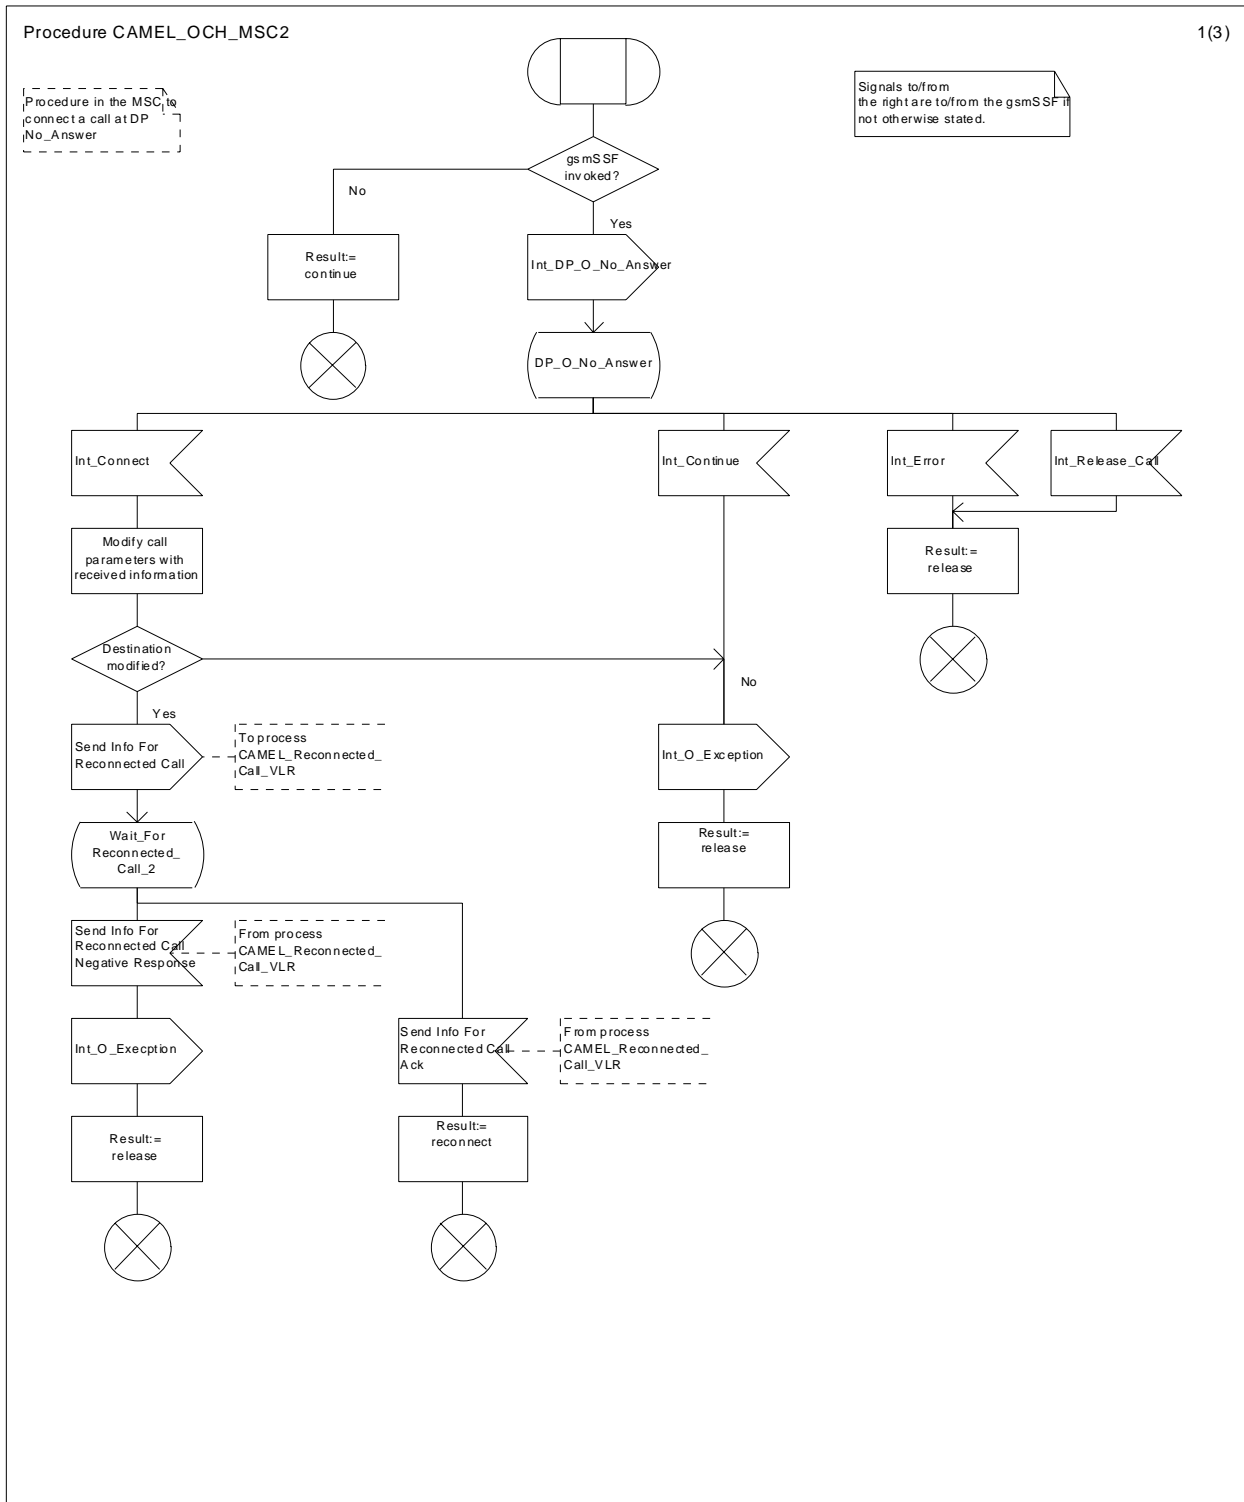 Procedure CAMEL_OCH_MSC2
1(3)
Procedure in the MSC to
connect a call at DP
No_Answer
Signals to/from
the right are to/from the gsmSSF if
not otherwise stated.
gsmSSF
invoked?
No
Yes
Result:=
continue
Int_DP_O_No_Answer
DP_O_No_Answer
Int_Connect
Int_Continue
Int_Error
Int_Release_Call
Modify call
parameters with
received information
Result:=
release
Destination
modified?
No
Yes
Send Info For
Reconnected Call
To process
CAMEL_Reconnected_
Call_VLR
Int_O_Exception
Wait_For
Reconnected_
Call_2
Result:=
release
Send Info For
Reconnected Call
Negative Response
From process
CAMEL_Reconnected_
Call_VLR
Int_O_Execption
Send Info For
Reconnected Call
Ack
From process
CAMEL_Reconnected_
Call_VLR
Result:=
release
Result:=
reconnect